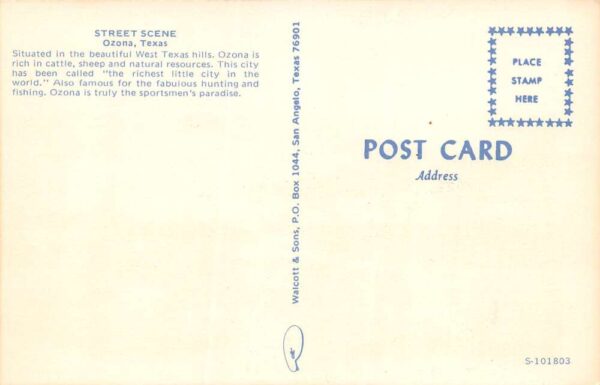 STREET SCENE
Ozona, Texas
Situated in the beautiful West Texas hills. Ozona is
rich in cattle, sheep and natural resources. This city
has been called "the richest little city in the
world." Also famous for the fabulous hunting and
fishing. Ozona is truly the sportsmen's paradise.
Walcott & Sons, P.O. Box 1044, San Angelo, Texas 76901
PLACE
STAMP
HERE
POST CARD
Address
S-101803